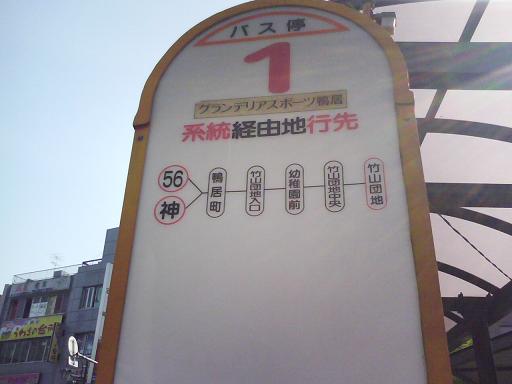 バス停
1
グランデリアスポーツ鴨居
系統経由地行先
56
神
鴨居町
竹山団地入口
幼稚園前
竹山団地中央
竹山団地